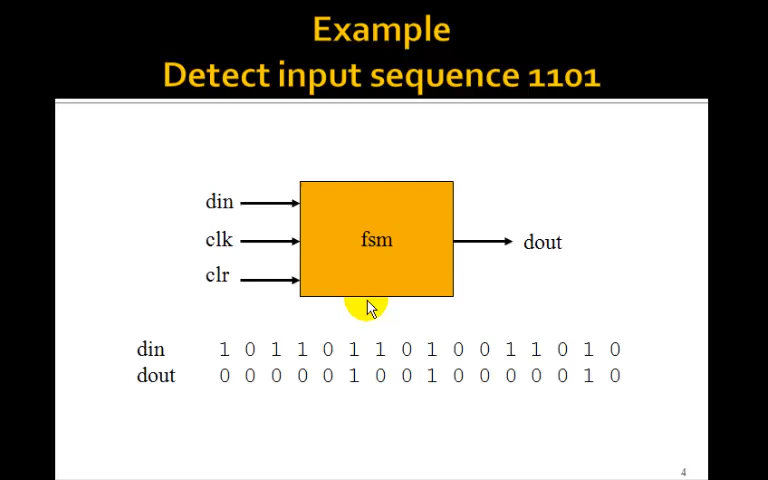 Example
Detect input sequence 1101
din
clk
clr
fsm
dout
din 1 0 1 1 0 1 1 0 1 0 0 1 1 0 1 0
dout 0 0 0 0 0 1 0 0 1 0 0 0 0 0 1 0
4